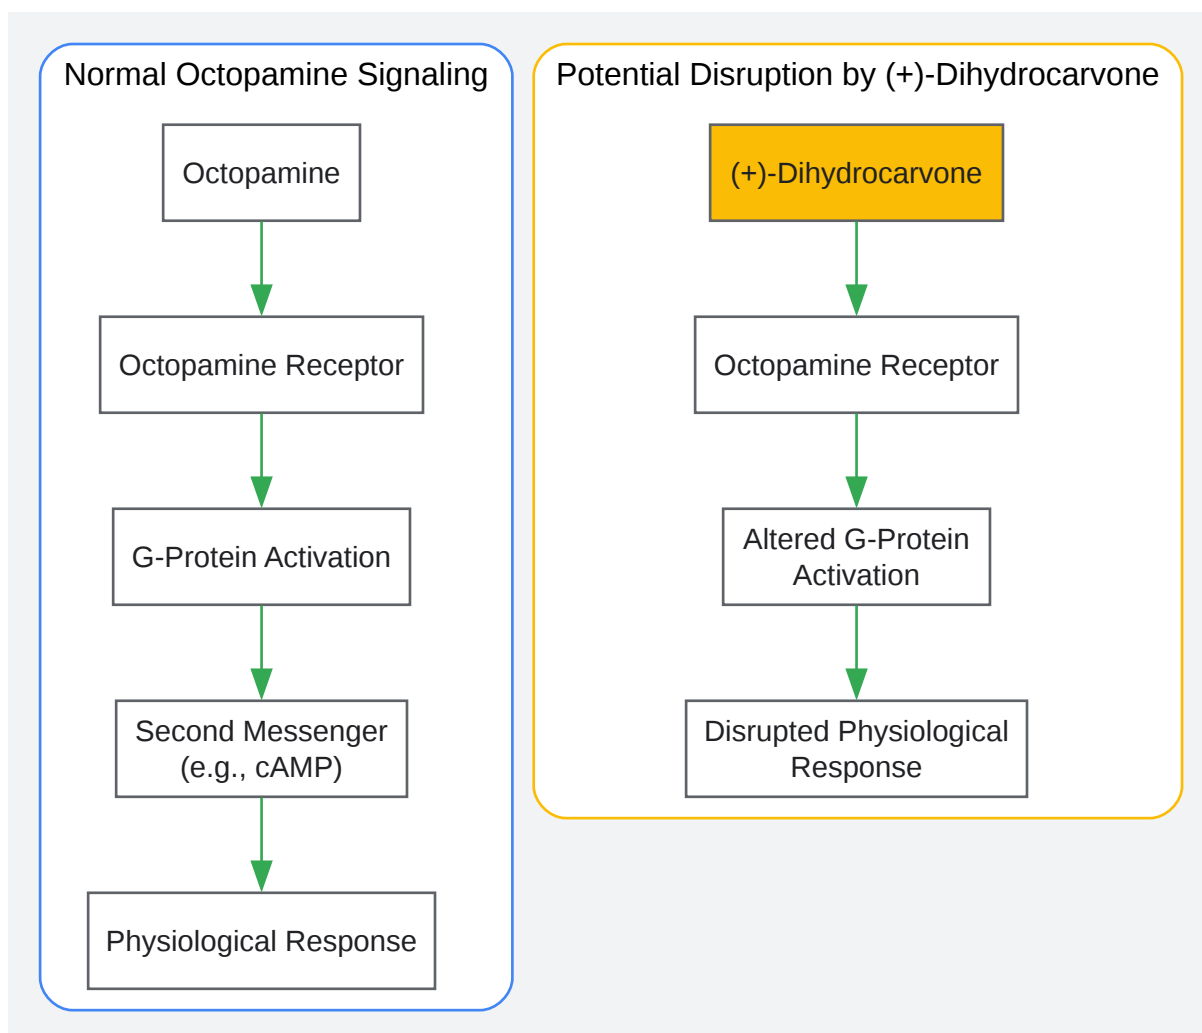 Normal Octopamine Signaling
Octopamine
Octopamine Receptor
G-Protein Activation
Second Messenger
(e.g., cAMP)
Physiological Response
Potential Disruption by (+)-Dihydrocarvone
(+)-Dihydrocarvone
Octopamine Receptor
Altered G-Protein
Activation
Disrupted Physiological
Response